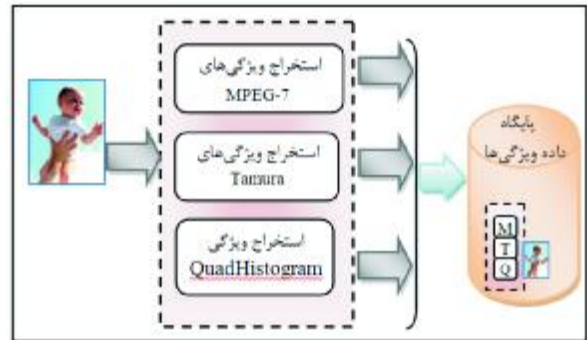 استخراج ویژگی‌های
MPEG-7
استخراج ویژگی‌های
Tamura
استخراج ویژگی
QuadHistogram
پایگاه
داده ویژگی‌ها
M
T
Q